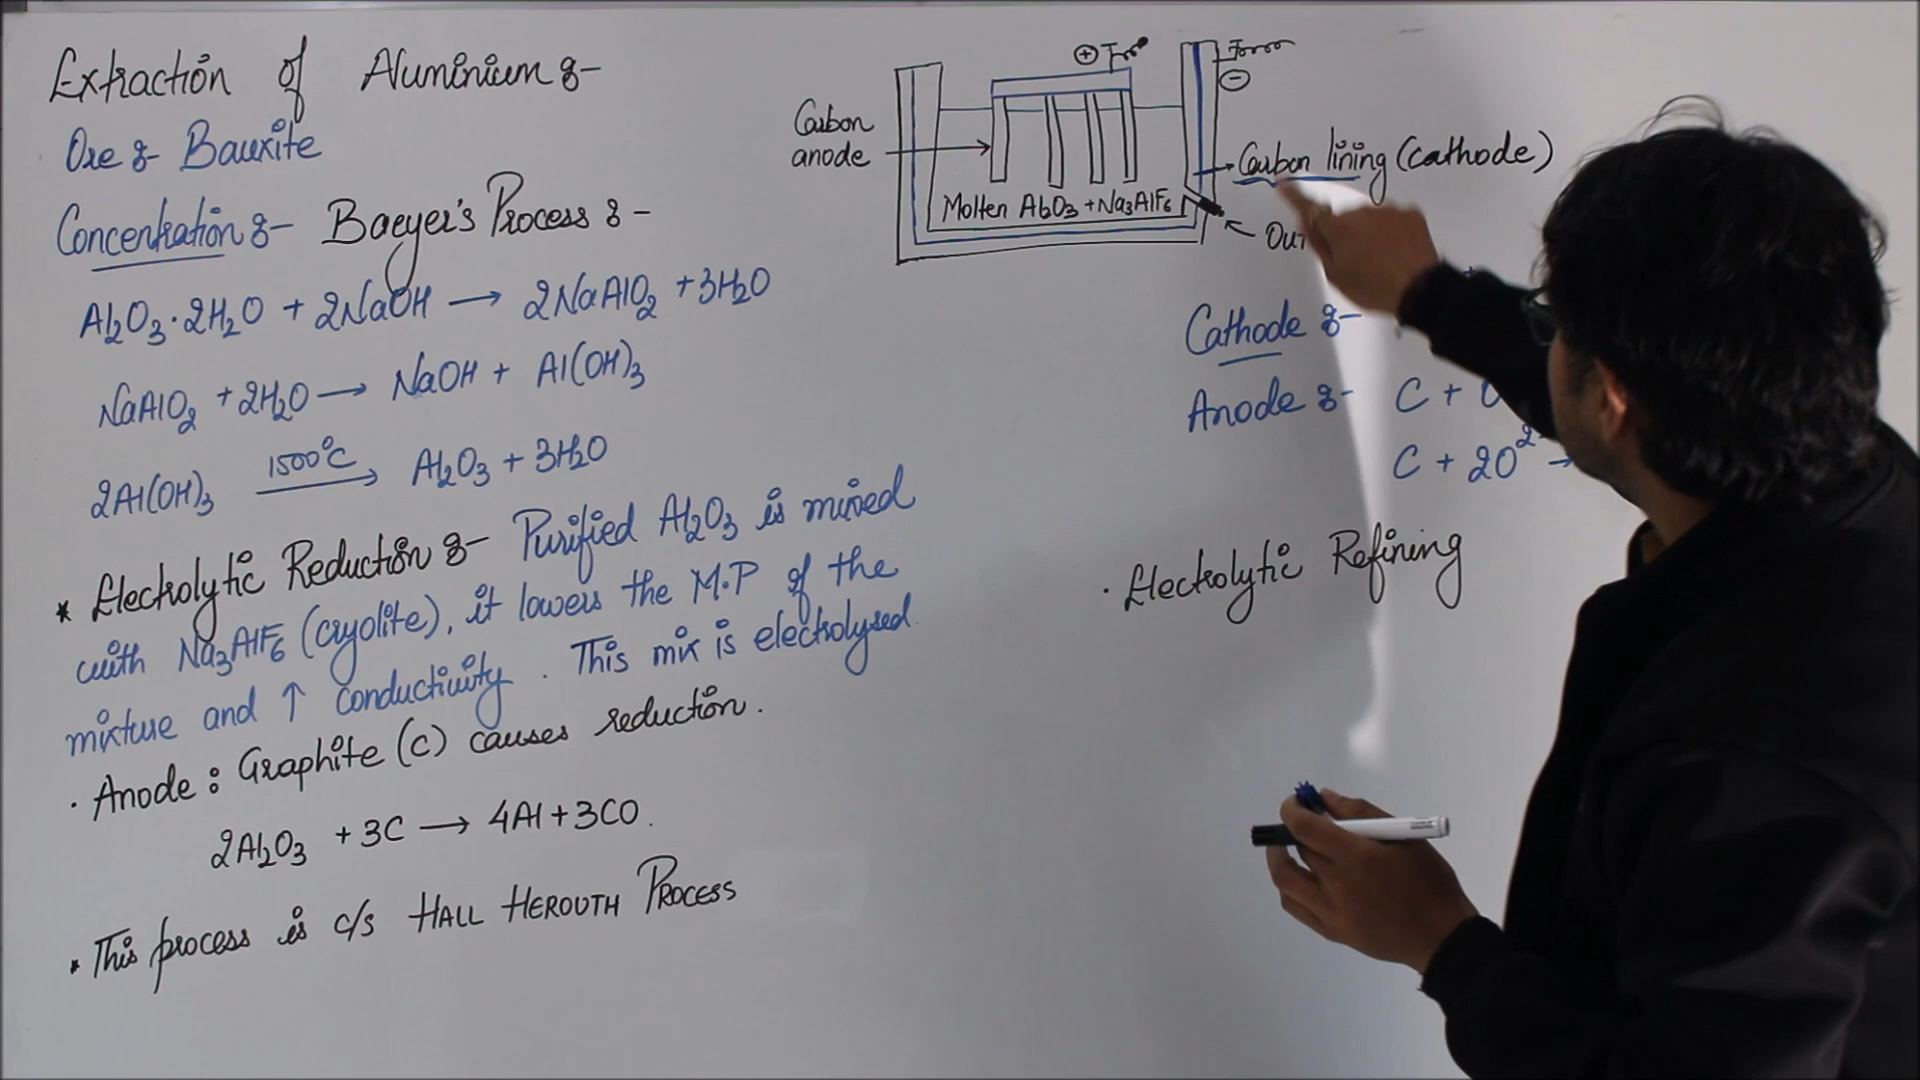 Extraction of Aluminium :-
Ore :- Bauxite
Concentration :- Baeyer's Process :-
Al2O3·2H2O + 2NaOH → 2NaAlO2 + 3H2O
NaAlO2 + 2H2O → NaOH + Al(OH)3
2Al(OH)3 1500°C → Al2O3 + 3H2O
* Electrolytic Reduction :- Purified Al2O3 is mixed
with Na3AlF6 (cryolite), it lowers the M.P of the
mixture and ↑ conductivity. This mix is electrolysed.
· Anode : Graphite (C) causes reduction.
2Al2O3 + 3C → 4Al + 3CO.
* This process is c/s HALL HEROUTH PROCESS
⊕
⊖
Carbon
anode
Carbon lining (cathode)
Molten Al2O3 + Na3AlF6
Cathode :-
Anode :- C + O
C + 2O2- →
· Electrolytic Refining